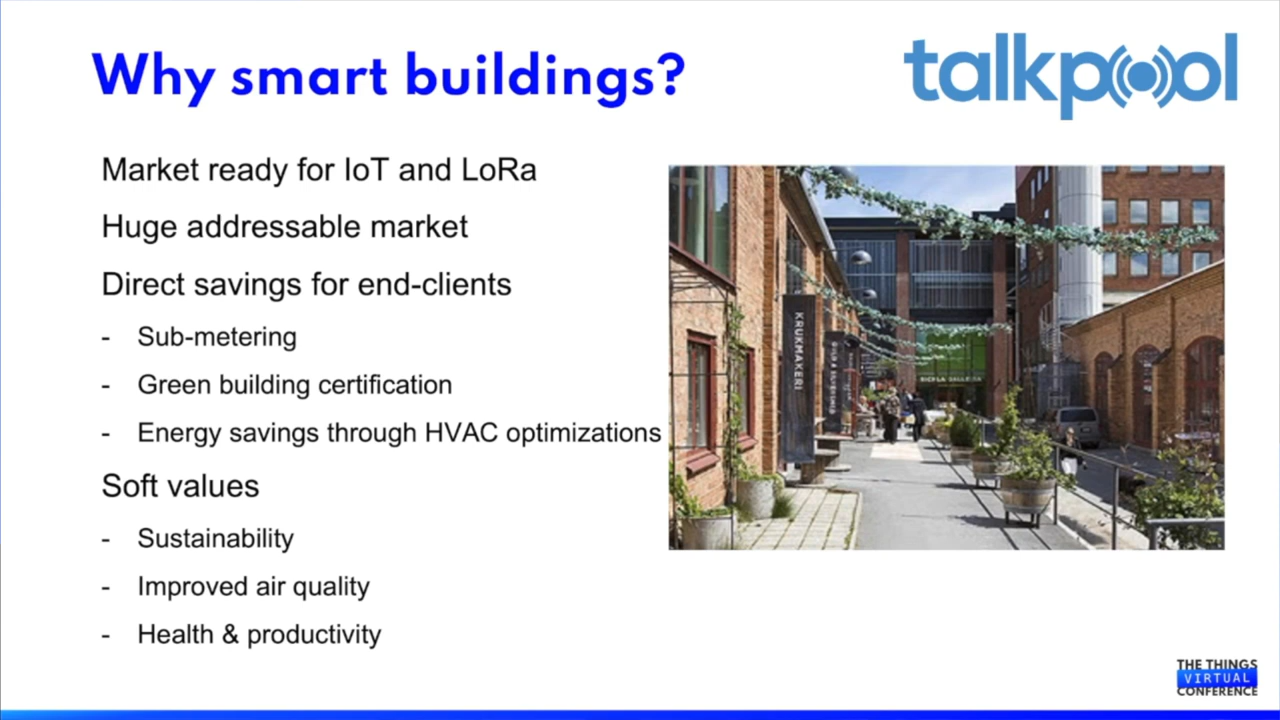 Why smart buildings?
talkpool
Market ready for IoT and LoRa
Huge addressable market
Direct savings for end-clients
- Sub-metering
- Green building certification
- Energy savings through HVAC optimizations
Soft values
- Sustainability
- Improved air quality
- Health & productivity
KRUKMAKERI
SICKLA GALLERIA
THE THINGS
VIRTUAL
CONFERENCE